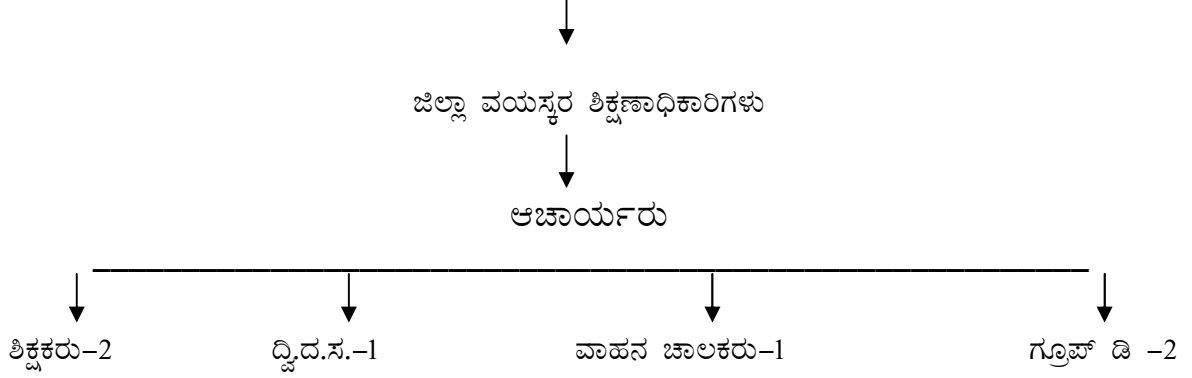 ಜಿಲ್ಲಾ ವಯಸ್ಕರ ಶಿಕ್ಷಣಾಧಿಕಾರಿಗಳು
ಆಚಾರ್ಯರು
ಶಿಕ್ಷಕರು-2 ದ್ವಿ.ದ.ಸ.-1 ವಾಹನ ಚಾಲಕರು-1 ಗ್ರೂಪ್ ಡಿ -2